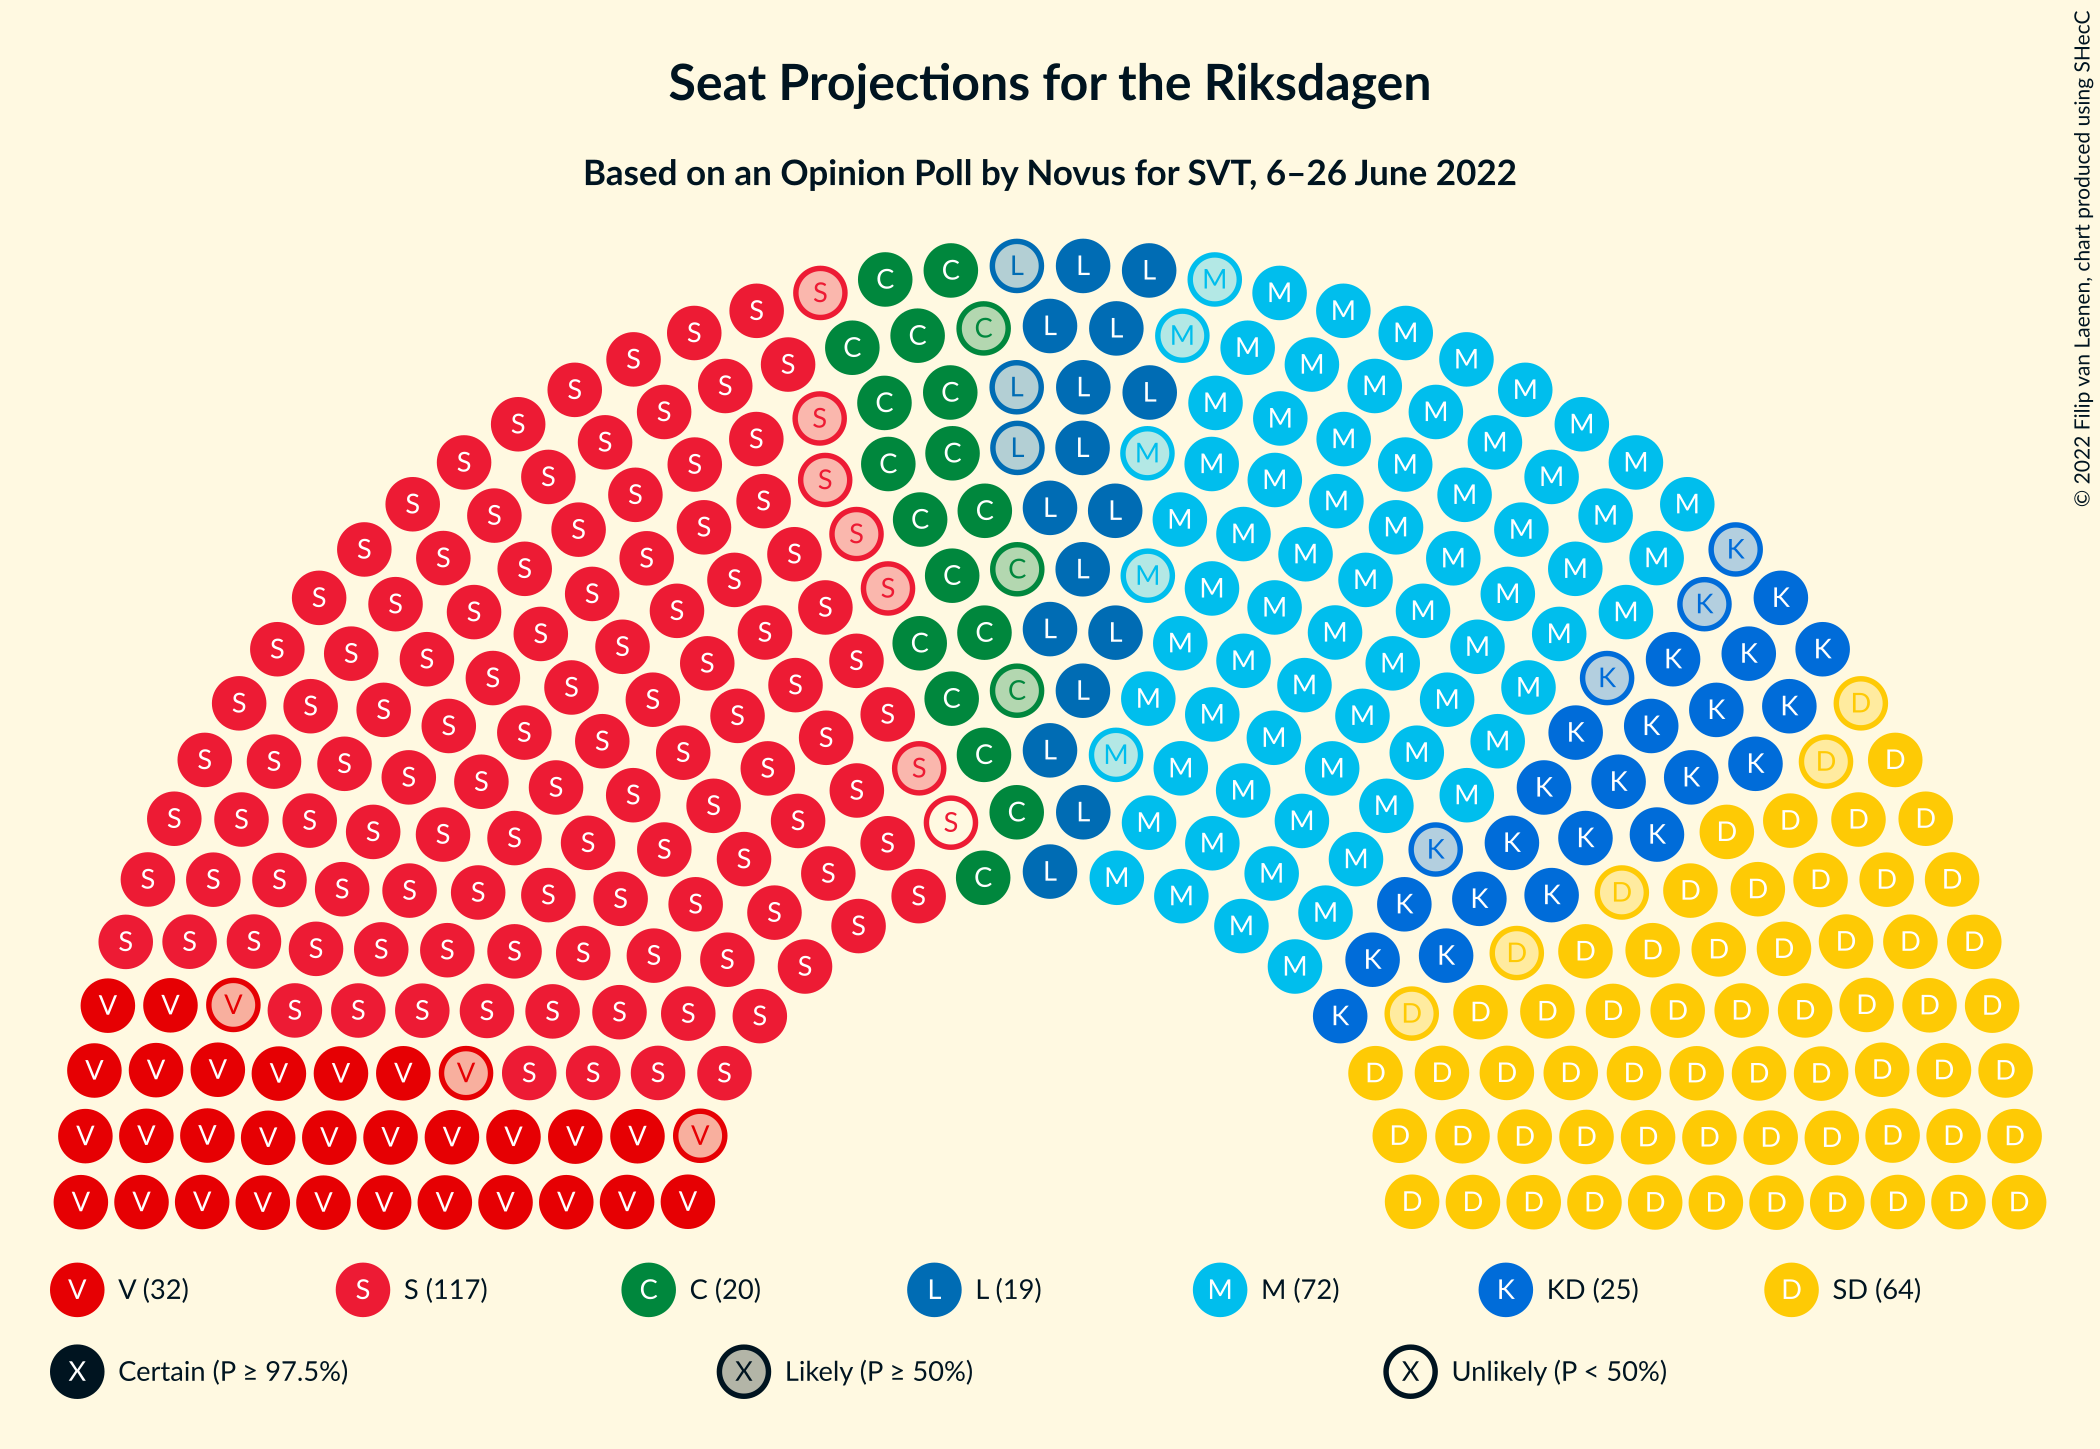 Seat Projections for the Riksdagen
Based on an Opinion Poll by Novus for SVT, 6–26 June 2022
© 2022 Filip van Laenen, chart produced using SHecC
V V (32) S S (117) C C (20) L L (19) M M (72) K KD (25) D SD (64)
X Certain (P ≥ 97.5%) X Likely (P ≥ 50%) X Unlikely (P < 50%)